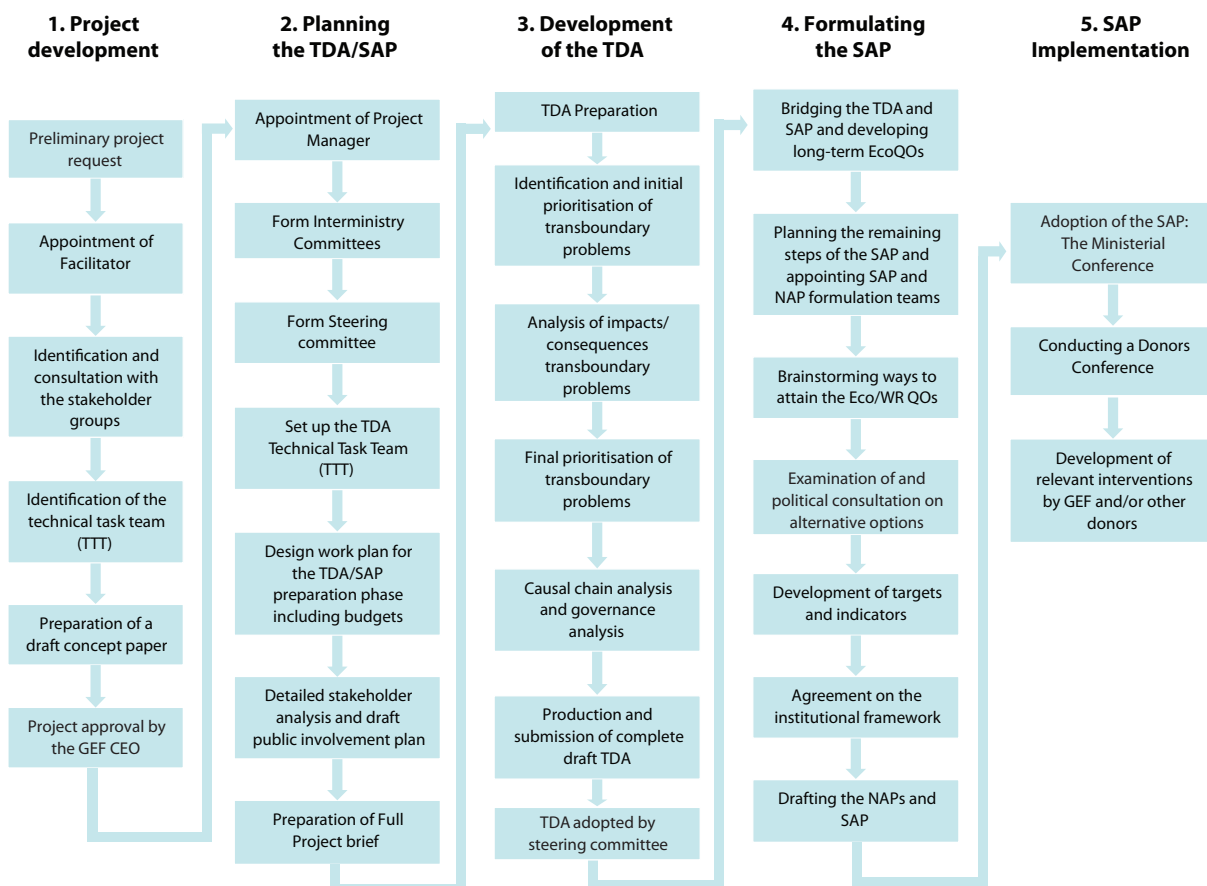 1. Project
development
Preliminary project
request
Appointment of
Facilitator
Identification and
consultation with
the stakeholder
groups
Identification of the
technical task team
(TTT)
Preparation of a
draft concept paper
Project approval by
the GEF CEO
2. Planning
the TDA/SAP
Appointment of Project
Manager
Form Interministry
Committees
Form Steering
committee
Set up the TDA
Technical Task Team
(TTT)
Design work plan for
the TDA/SAP
preparation phase
including budgets
Detailed stakeholder
analysis and draft
public involvement plan
Preparation of Full
Project brief
3. Development
of the TDA
TDA Preparation
Identification and initial
prioritisation of
transboundary
problems
Analysis of impacts/
consequences
transboundary
problems
Final prioritisation of
transboundary
problems
Causal chain analysis
and governance
analysis
Production and
submission of complete
draft TDA
TDA adopted by
steering committee
4. Formulating
the SAP
Bridging the TDA and
SAP and developing
long-term EcoQOs
Planning the remaining
steps of the SAP and
appointing SAP and
NAP formulation teams
Brainstorming ways to
attain the Eco/WR QOs
Examination of and
political consultation on
alternative options
Development of targets
and indicators
Agreement on the
institutional framework
Drafting the NAPs and
SAP
5. SAP
Implementation
Adoption of the SAP:
The Ministerial
Conference
Conducting a Donors
Conference
Development of
relevant interventions
by GEF and/or other
donors